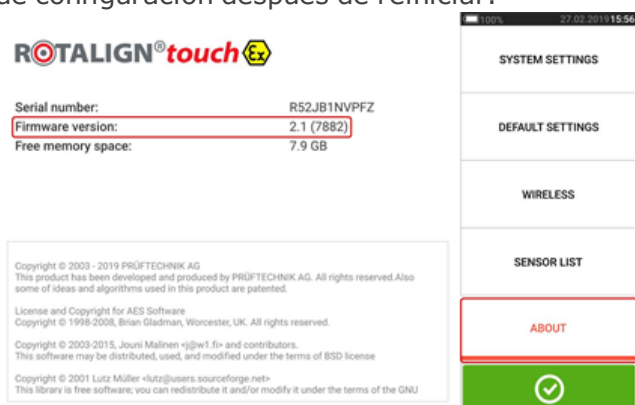 de configuración después de reiniciar.
100% 27.02.2019 15:56
ROTALIGN® touch Ex
SYSTEM SETTINGS
Serial number: R52JB1NVPFZ
Firmware version: 2.1 (7882)
Free memory space: 7.9 GB
DEFAULT SETTINGS
WIRELESS
SENSOR LIST
ABOUT
Copyright © 2003 - 2019 PRÜFTECHNIK AG
This product has been developed and produced by PRÜFTECHNIK AG. All rights reserved.Also
some of ideas and algorithms used in this product are patented.
License and Copyright for AES Software
Copyright © 1998-2008, Brian Gladman, Worcester, UK. All rights reserved.
Copyright © 2003-2015, Jouni Malinen <j@w1.fi> and contributors.
This software may be distributed, used, and modified under the terms of BSD license
Copyright © 2001 Lutz Müller <lutz@users.sourceforge.net>
This library is free software; you can redistribute it and/or modify it under the terms of the GNU